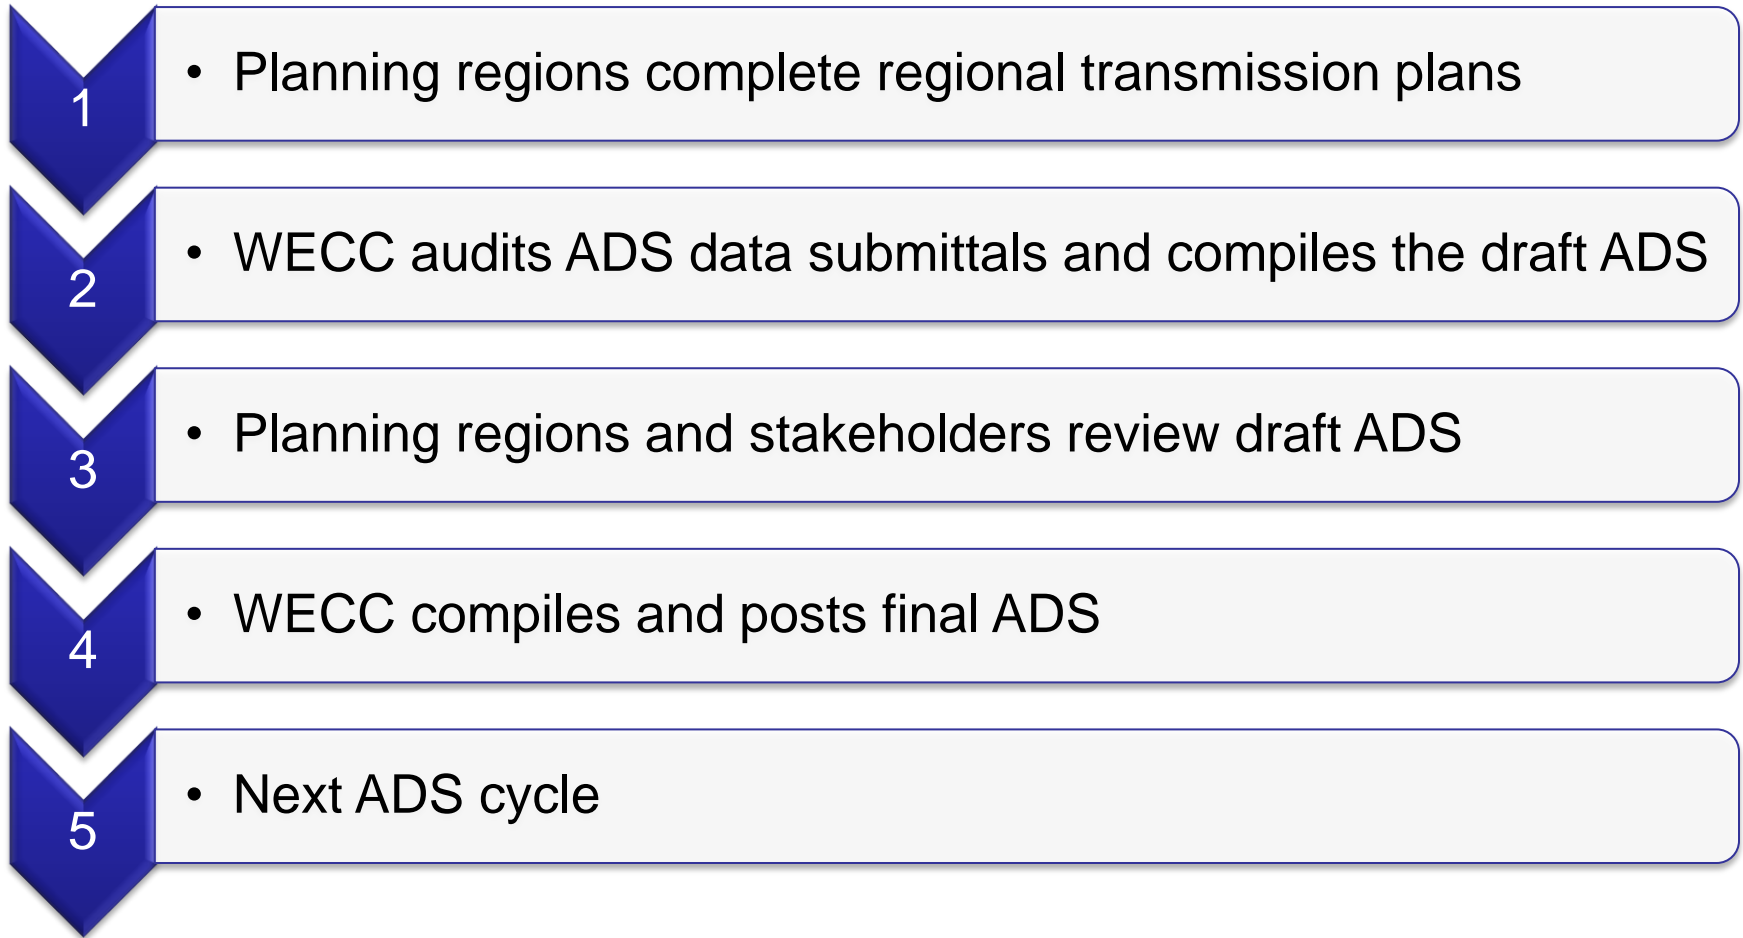 1
• Planning regions complete regional transmission plans
2
• WECC audits ADS data submittals and compiles the draft ADS
3
• Planning regions and stakeholders review draft ADS
4
• WECC compiles and posts final ADS
5
• Next ADS cycle